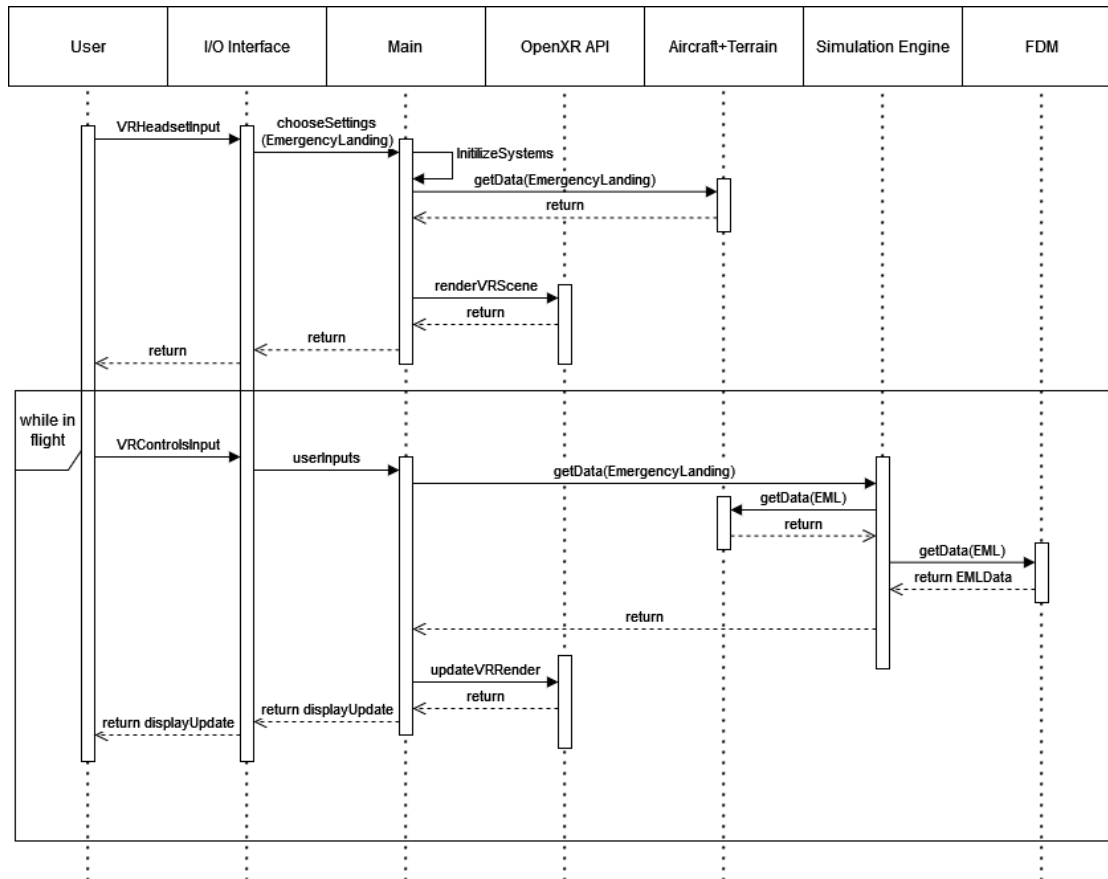 User
I/O Interface
Main
OpenXR API
Aircraft+Terrain
Simulation Engine
FDM
VRHeadsetInput
chooseSettings
(EmergencyLanding)
InitilizeSystems
getData(EmergencyLanding)
return
renderVRScene
return
return
return
while in
flight
VRControlsInput
userInputs
getData(EmergencyLanding)
getData(EML)
return
getData(EML)
return EMLData
return
updateVRRender
return
return displayUpdate
return displayUpdate